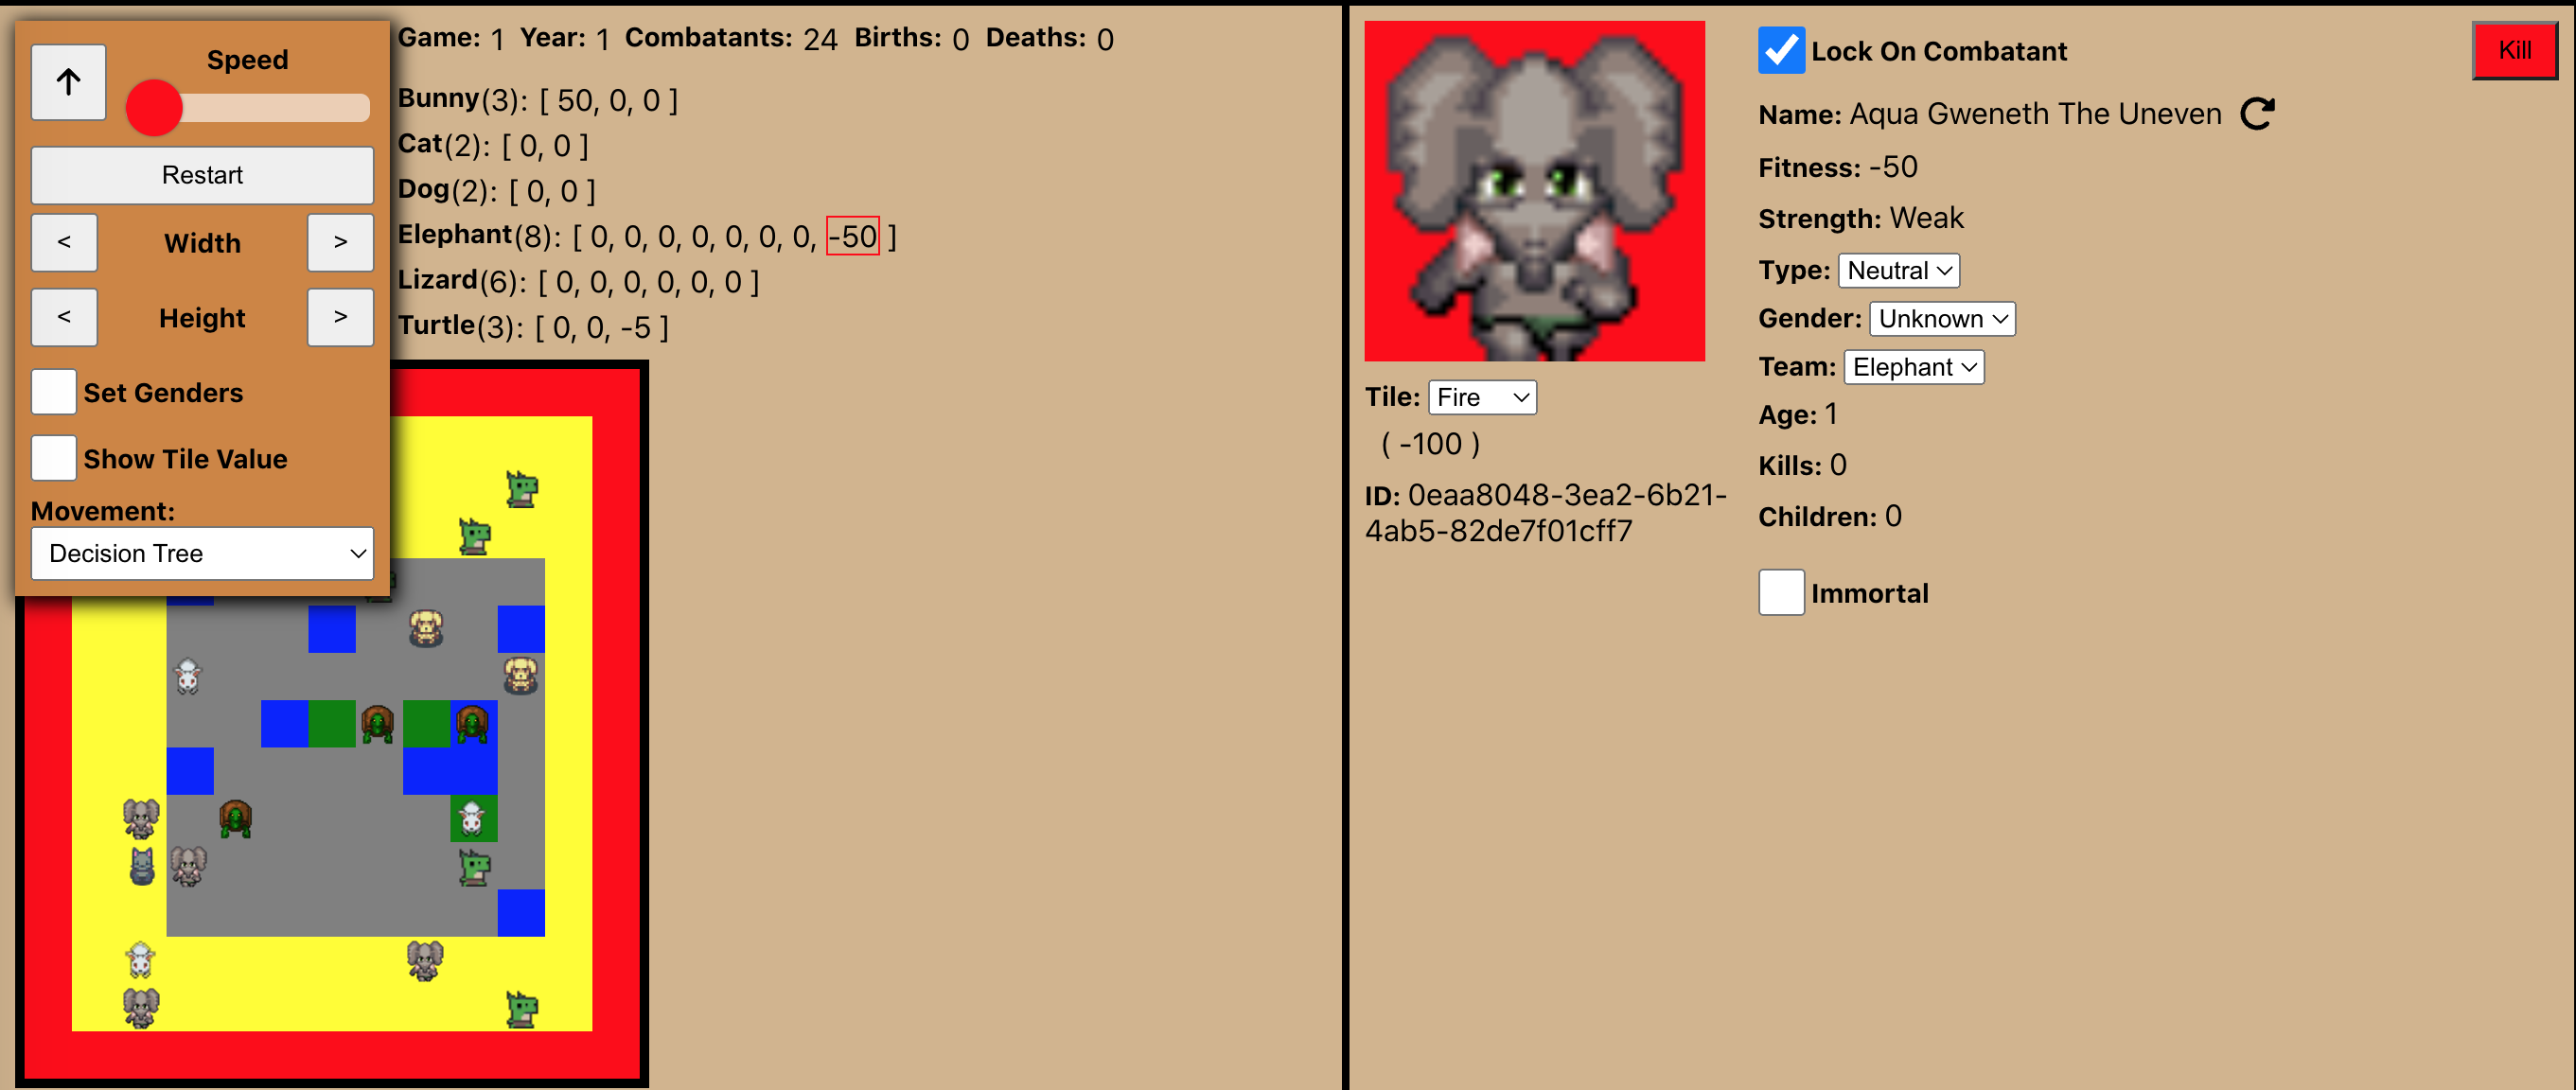 Speed
Restart
< Width >
< Height >
Set Genders
Show Tile Value
Movement:
Decision Tree
Game: 1 Year: 1 Combatants: 24 Births: 0 Deaths: 0
Bunny(3): [ 50, 0, 0 ]
Cat(2): [ 0, 0 ]
Dog(2): [ 0, 0 ]
Elephant(8): [ 0, 0, 0, 0, 0, 0, 0, -50 ]
Lizard(6): [ 0, 0, 0, 0, 0, 0 ]
Turtle(3): [ 0, 0, -5 ]
Tile: Fire
( -100 )
ID: 0eaa8048-3ea2-6b21-
4ab5-82de7f01cff7
Lock On Combatant
Kill
Name: Aqua Gweneth The Uneven
Fitness: -50
Strength: Weak
Type: Neutral
Gender: Unknown
Team: Elephant
Age: 1
Kills: 0
Children: 0
Immortal